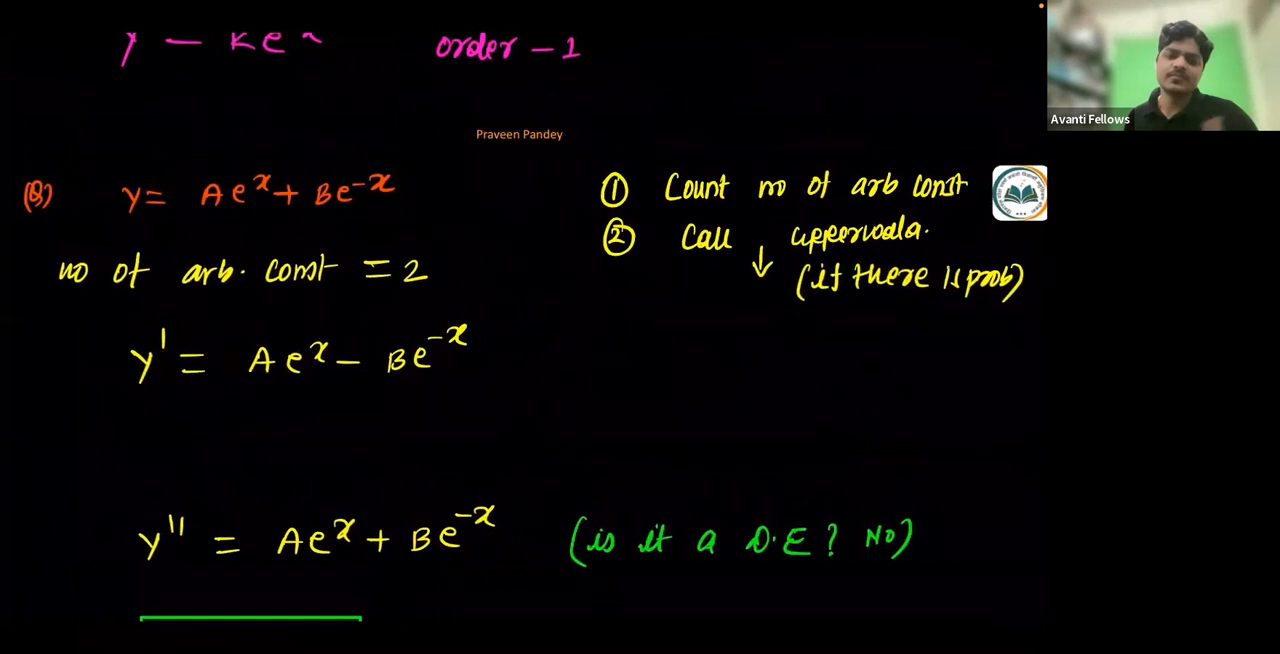 order – 1
Avanti Fellows
Praveen Pandey
(Q) y = Ae^x + Be^-x
① Count no of arb const
② Call upperwala.
↓ (if there is prob)
no of arb. const = 2
y' = Ae^x – Be^-x
y'' = Ae^x + Be^-x (is it a D.E? No)